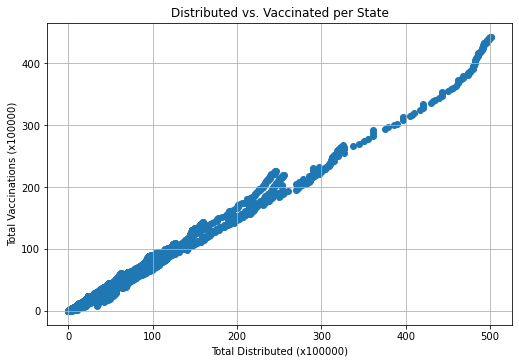 Distributed vs. Vaccinated per State
Total Vaccinations (x100000)
400
300
200
100
0
0 100 200 300 400 500
Total Distributed (x100000)